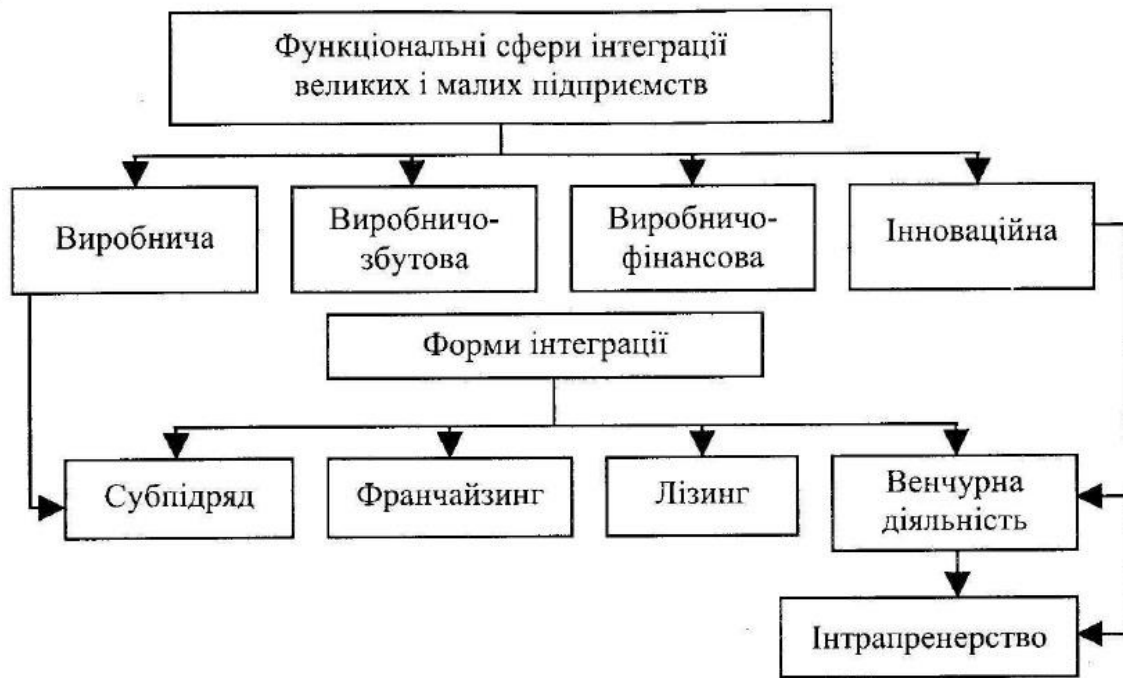 Функціональні сфери інтеграції
великих і малих підприємств
Виробнича
Виробничо-
збутова
Виробничо-
фінансова
Інноваційна
Форми інтеграції
Субпідряд
Франчайзинг
Лізинг
Венчурна
діяльність
Інтрапренерство